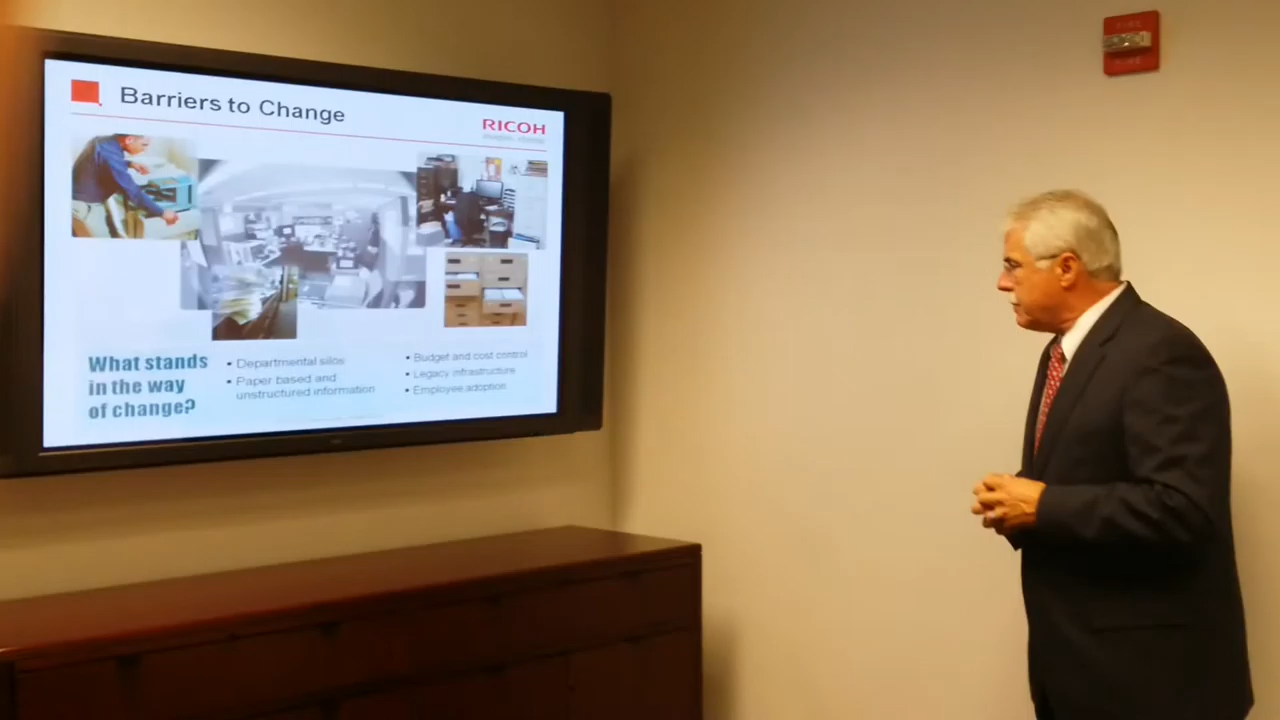 Barriers to Change
RICOH
What stands
in the way
of change?
• Departmental silos
• Paper based and
unstructured information
• Budget and cost control
• Legacy infrastructure
• Employee adoption
FIRE